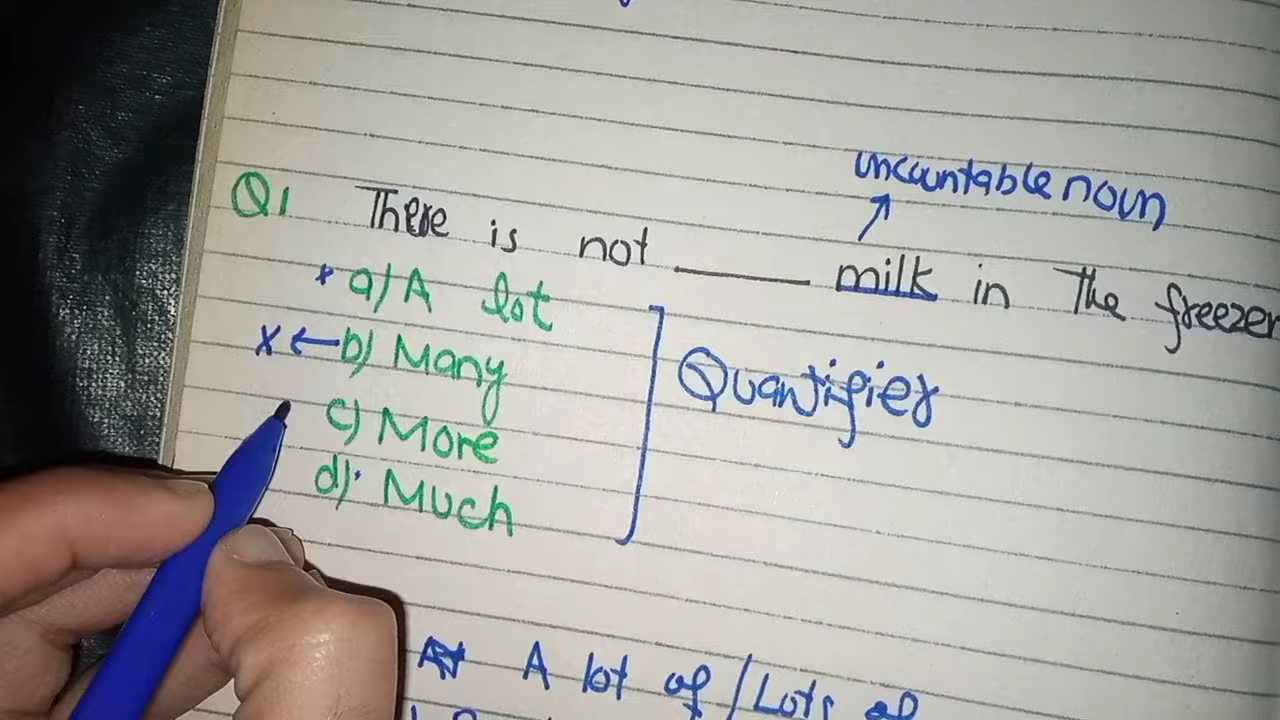 uncountable noun
Q1 There is not ______ milk in The freezer
a) A lot
x ← b) Many
c) More
d) Much
Quantifier
A lot of / Lots of